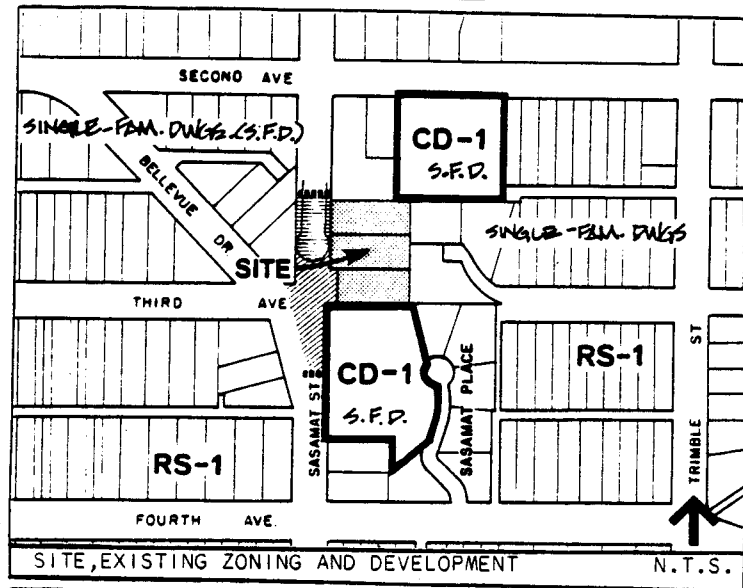 SECOND AVE
SINGLE-FAM. DWGS. (S.F.D.)
CD-1
S.F.D.
BELLEVUE DR.
SINGLE-FAM. DWGS
SITE
THIRD AVE
CD-1
S.F.D.
SASAMAT ST
SASAMAT PLACE
RS-1
TRIMBLE ST
RS-1
FOURTH AVE.
SITE, EXISTING ZONING AND DEVELOPMENT
N.T.S.